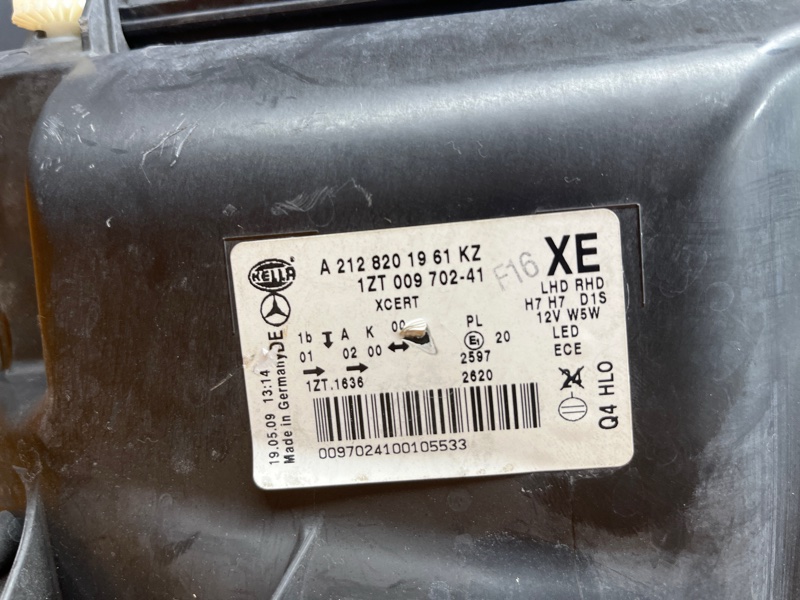 HELLA
A 212 820 19 61 KZ
1ZT 009 702-41
XCERT
F16
XE
LHD RHD
H7 H7 D1S
12V W5W
LED
ECE
1b A K 00 PL
01 02 00 E1 20
2597
1ZT.1636 2620
0097024100105533
19.05.09 13:14
Made in Germany DE
24
Q4 HLO